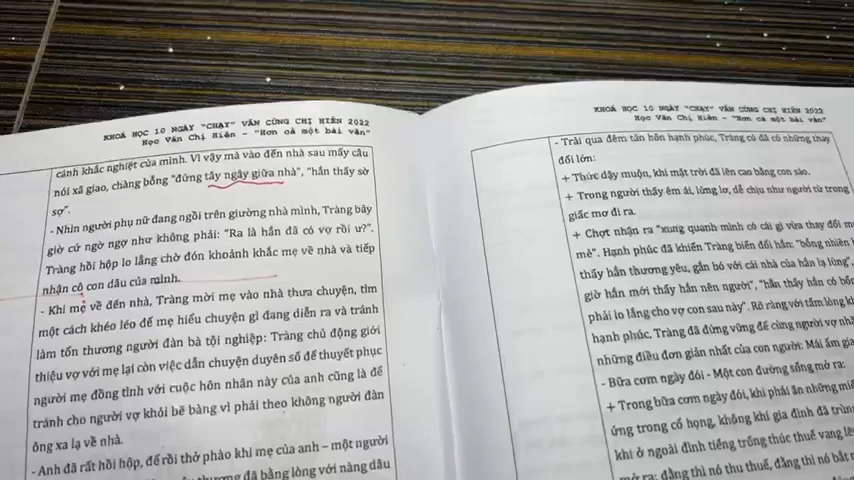 KHOÁ HỌC 10 NGÀY "CHẠY" VĂN CÙNG CHỊ HIÊN 2022
Học Văn Chị Hiên – "Hơn cả một bài văn"
cảnh khắc nghiệt của mình. Vì vậy mà vào đến nhà sau mấy câu
nói xã giao, chàng bỗng "đứng tây ngây giữa nhà", "hắn thấy sờ
sợ".
- Nhìn người phụ nữ đang ngồi trên giường nhà mình, Tràng bây
giờ cứ ngờ ngợ như không phải: "Ra là hắn đã có vợ rồi ư?".
Tràng hồi hộp lo lắng chờ đón khoảnh khắc mẹ về nhà và tiếp
nhận cô con dâu của mình.
- Khi mẹ về đến nhà, Tràng mời mẹ vào nhà thưa chuyện, tìm
một cách khéo léo để mẹ hiểu chuyện gì đang diễn ra và tránh
làm tổn thương người đàn bà tội nghiệp: Tràng chủ động giới
thiệu vợ với mẹ lại còn việc dẫn chuyện duyên số để thuyết phục
người mẹ đồng tình với cuộc hôn nhân này của anh cũng là để
tránh cho người vợ khỏi bẽ bàng vì phải theo không người đàn
ông xa lạ về nhà.
- Anh đã rất hồi hộp, để rồi thở phào khi mẹ của anh – một người
thương đã bằng lòng với nàng dâu
KHOÁ HỌC 10 NGÀY "CHẠY" VĂN CÙNG CHỊ HIÊN 2022
Học Văn Chị Hiên – "Hơn cả một bài văn"
- Trải qua đêm tân hôn hạnh phúc, Tràng có đã có những thay
đổi lớn:
+ Thức dậy muộn, khi mặt trời đã lên cao bằng con sào.
+ Trong người thấy êm ái, lửng lơ, dễ chịu như người từ trong
giấc mơ đi ra.
+ Chợt nhận ra "xung quanh mình có cái gì vừa thay đổi mới
mẻ". Hạnh phúc đã khiến Tràng biến đổi hẳn: "bỗng nhiên
thấy hắn thương yêu, gắn bó với cái nhà của hắn lạ lùng",
giờ hắn mới thấy hắn nên người", "hắn thấy hắn có bổn
phải lo lắng cho vợ con sau này". Rõ ràng với tấm lòng
hạnh phúc, Tràng đã đứng vững để cùng người vợ
những điều đơn giản nhất của con người: Mái ấm gia
- Bữa cơm ngày đói - Một con đường sống mở ra:
+ Trong bữa cơm ngày đói, khi phải ăn những
ứng trong cổ họng, không khí gia đình đã
khi ở ngoài đình tiếng trống thúc thuế vang
mở ra: đằng thì nó thu thuế, đằng thì nó bắt